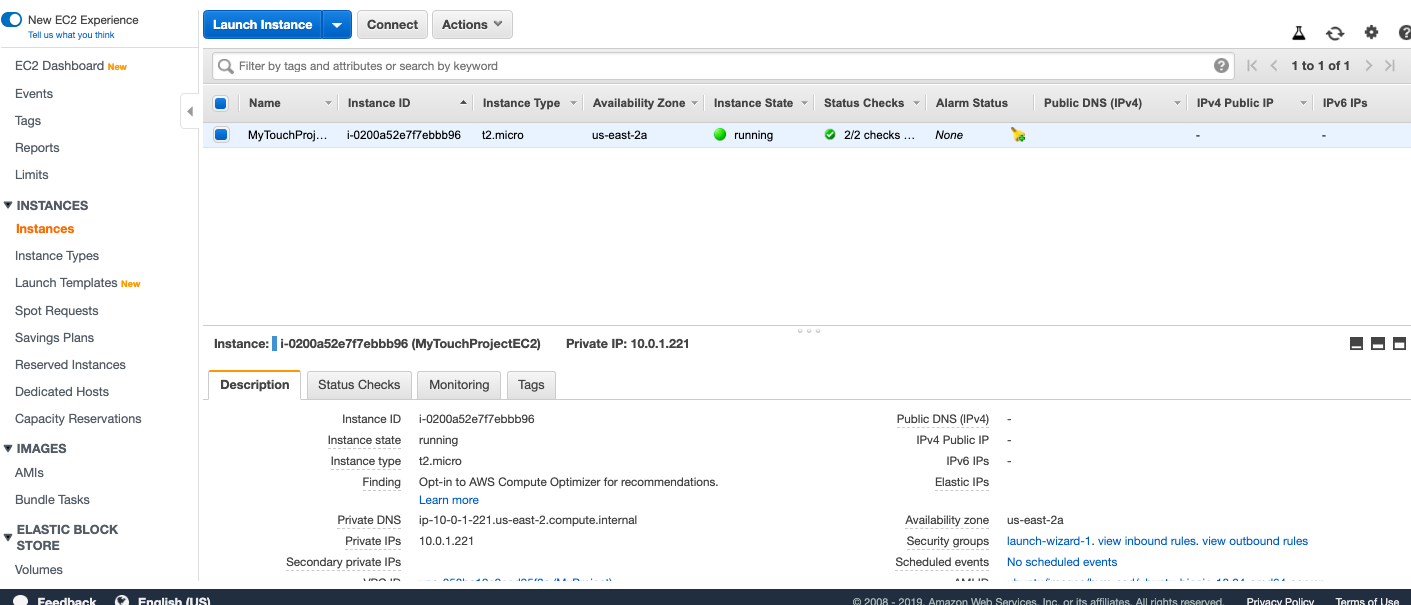 New EC2 Experience
Tell us what you think
EC2 Dashboard New
Events
Tags
Reports
Limits
INSTANCES
Instances
Instance Types
Launch Templates New
Spot Requests
Savings Plans
Reserved Instances
Dedicated Hosts
Capacity Reservations
IMAGES
AMIs
Bundle Tasks
ELASTIC BLOCK
STORE
Volumes
Launch Instance Connect Actions
Filter by tags and attributes or search by keyword ? 1 to 1 of 1
Name Instance ID Instance Type Availability Zone Instance State Status Checks Alarm Status Public DNS (IPv4) IPv4 Public IP IPv6 IPs
MyTouchProj... i-0200a52e7f7ebbb96 t2.micro us-east-2a running 2/2 checks ... None - -
Instance: i-0200a52e7f7ebbb96 (MyTouchProjectEC2) Private IP: 10.0.1.221
Description Status Checks Monitoring Tags
Instance ID i-0200a52e7f7ebbb96 Public DNS (IPv4) -
Instance state running IPv4 Public IP -
Instance type t2.micro IPv6 IPs -
Finding Opt-in to AWS Compute Optimizer for recommendations. Elastic IPs
Learn more
Private DNS ip-10-0-1-221.us-east-2.compute.internal Availability zone us-east-2a
Private IPs 10.0.1.221 Security groups launch-wizard-1. view inbound rules. view outbound rules
Secondary private IPs Scheduled events No scheduled events
VPC ID AMI ID
Feedback English (US) © 2008 - 2019, Amazon Web Services, Inc. or its affiliates. All rights reserved. Privacy Policy Terms of Use